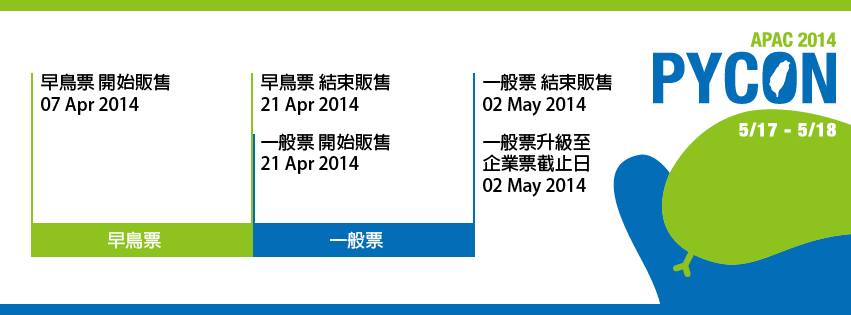 早鳥票 開始販售
07 Apr 2014
早鳥票 結束販售
21 Apr 2014
一般票 開始販售
21 Apr 2014
一般票 結束販售
02 May 2014
一般票升級至
企業票截止日
02 May 2014
早鳥票
一般票
APAC 2014
PYCON
5/17 - 5/18